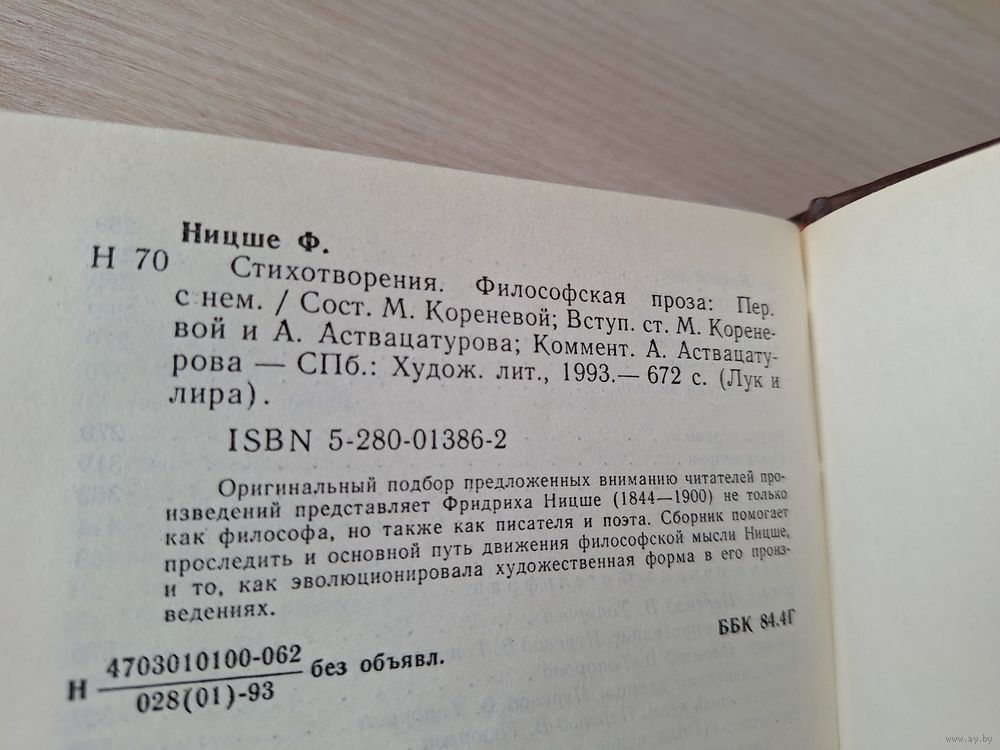 Ницше Ф.
Н 70
Стихотворения. Философская проза: Пер.
с нем. / Сост. М. Кореневой; Вступ. ст. М. Корене-
вой и А. Аствацатурова; Коммент. А. Аствацату-
рова — СПб.: Худож. лит., 1993.— 672 с. (Лук и
лира).
ISBN 5-280-01386-2
Оригинальный подбор предложенных вниманию читателей про-
изведений представляет Фридриха Ницше (1844—1900) не только
как философа, но также как писателя и поэта. Сборник помогает
проследить и основной путь движения философской мысли Ницше,
и то, как эволюционировала художественная форма в его произ-
ведениях.
ББК 84.4Г
Н 4703010100-062 без объявл.
028(01)-93
www.ay.by